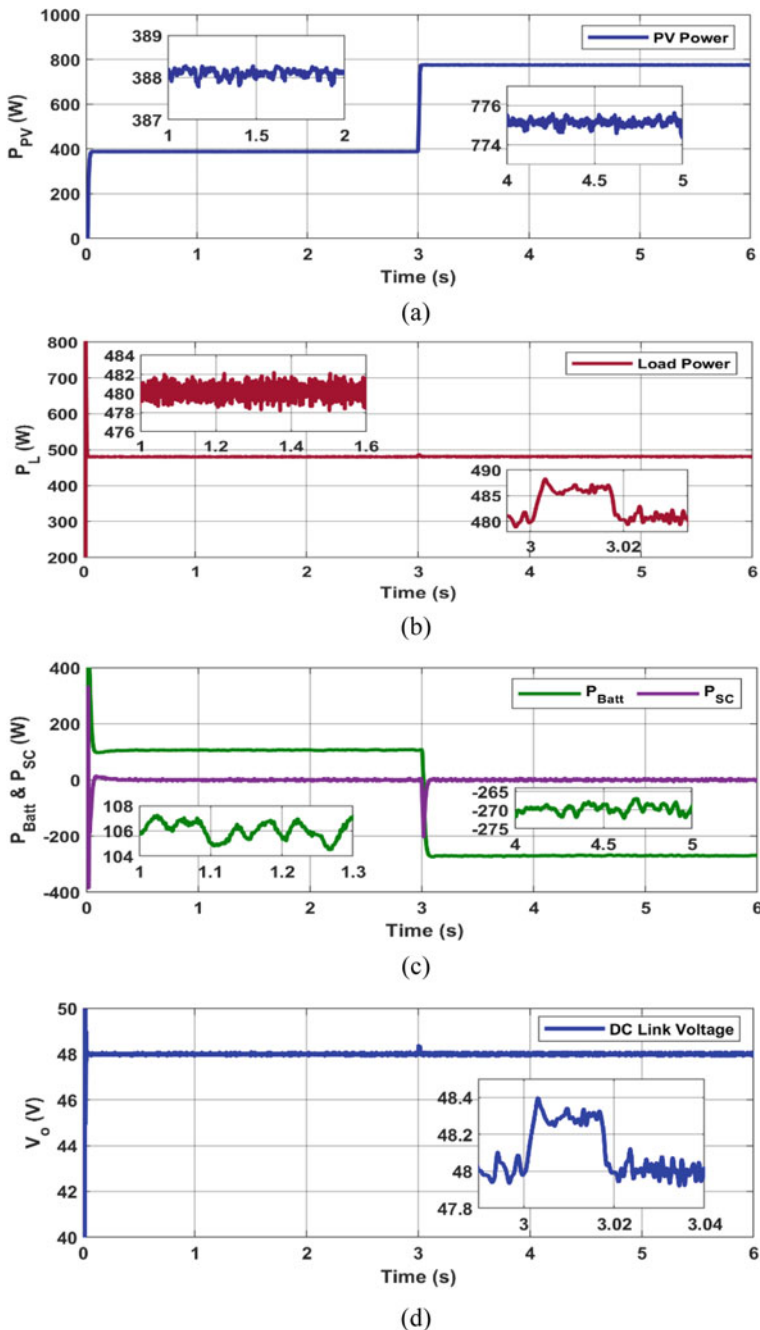 1000
800
600
400
200
0
P_PV (W)
PV Power
389
388
387
1 1.5 2
776
774
4 4.5 5
0 1 2 3 4 5 6
Time (s)
(a)
800
700
600
500
400
300
200
P_L (W)
Load Power
484
482
480
478
476
1 1.2 1.4 1.6
490
485
480
3 3.02
0 1 2 3 4 5 6
Time (s)
(b)
400
200
0
-200
-400
P_Batt & P_SC (W)
P_Batt P_SC
108
106
104
1 1.1 1.2 1.3
-265
-270
-275
4 4.5 5
0 1 2 3 4 5 6
Time (s)
(c)
50
48
46
44
42
40
V_o (V)
DC Link Voltage
48.4
48.2
48
47.8
3 3.02 3.04
0 1 2 3 4 5 6
Time (s)
(d)